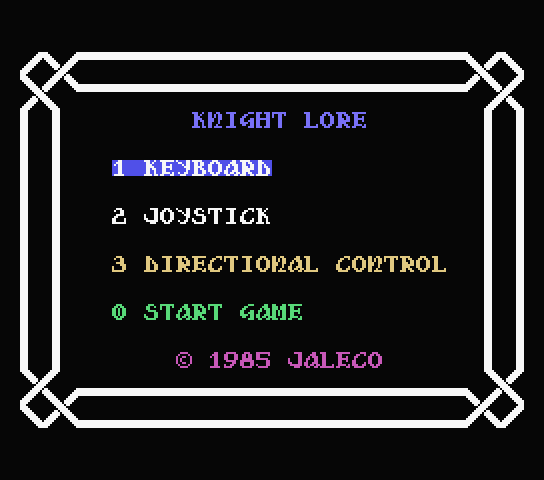 KNIGHT LORE
1 KEYBOARD
2 JOYSTICK
3 DIRECTIONAL CONTROL
0 START GAME
© 1985 JALECO